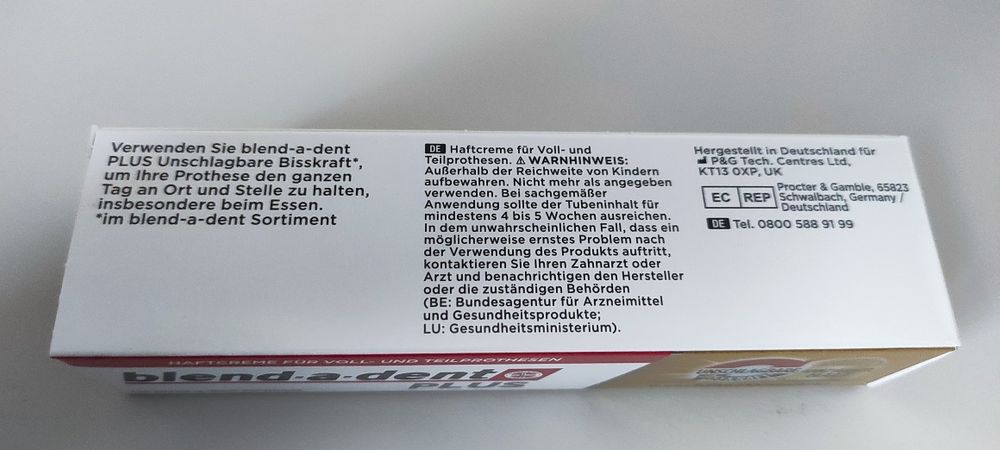 Verwenden Sie blend-a-dent
PLUS Unschlagbare Bisskraft*,
um Ihre Prothese den ganzen
Tag an Ort und Stelle zu halten,
insbesondere beim Essen.
*im blend-a-dent Sortiment
DE Haftcreme für Voll- und
Teilprothesen. ⚠ WARNHINWEIS:
Außerhalb der Reichweite von Kindern
aufbewahren. Nicht mehr als angegeben
verwenden. Bei sachgemäßer
Anwendung sollte der Tubeninhalt für
mindestens 4 bis 5 Wochen ausreichen.
In dem unwahrscheinlichen Fall, dass ein
möglicherweise ernstes Problem nach
der Verwendung des Produkts auftritt,
kontaktieren Sie Ihren Zahnarzt oder
Arzt und benachrichtigen den Hersteller
oder die zuständigen Behörden
(BE: Bundesagentur für Arzneimittel
und Gesundheitsprodukte;
LU: Gesundheitsministerium).
Hergestellt in Deutschland für
P&G Tech. Centres Ltd,
KT13 0XP, UK
EC REP Procter & Gamble, 65823
Schwalbach, Germany /
Deutschland
DE Tel. 0800 588 91 99
HAFTCREME FÜR VOLL- UND TEILPROTHESEN
blend-a-dent
PLUS
UNSCHLAGBARE